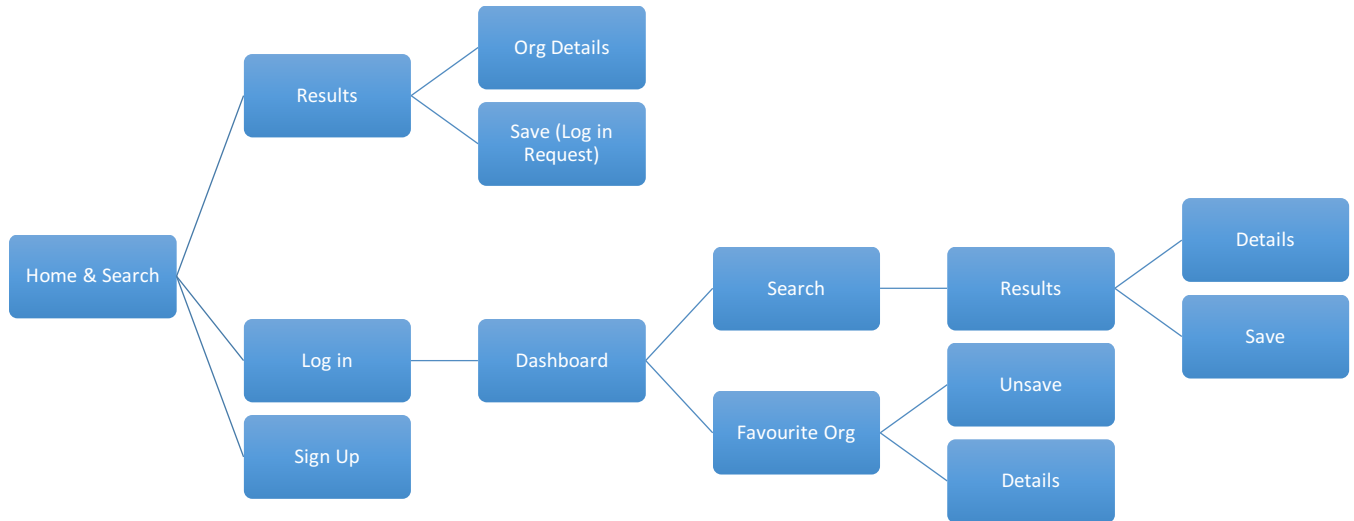 Org Details
Results
Save (Log in
Request)
Home & Search
Details
Search
Results
Save
Log in
Dashboard
Unsave
Favourite Org
Sign Up
Details